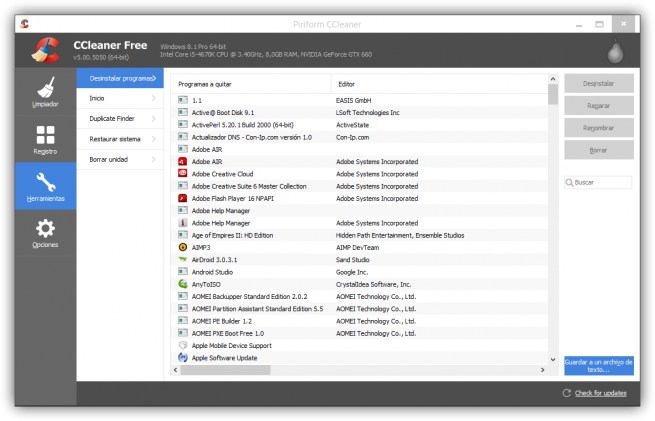 Piriform CCleaner
CCleaner Free
v5.00.5050 (64-bit)
Windows 8.1 Pro 64-bit
Intel Core i5-4670K CPU @ 3.40GHz, 8,0GB RAM, NVIDIA GeForce GTX 660
Limpiador
Registro
Herramientas
Opciones
Desinstalar programas
Inicio
Duplicate Finder
Restaurar sistema
Borrar unidad
Programas a quitar Editor
1.1 EASIS GmbH
Active@ Boot Disk 9.1 LSoft Technologies Inc
ActivePerl 5.20.1 Build 2000 (64-bit) ActiveState
Actualizador DNS - Con-Ip.com versión 1.0 Con-Ip.com
Adobe AIR
Adobe AIR Adobe Systems Incorporated
Adobe Creative Cloud Adobe Systems Incorporated
Adobe Creative Suite 6 Master Collection Adobe Systems Incorporated
Adobe Flash Player 16 NPAPI Adobe Systems Incorporated
Adobe Help Manager
Adobe Help Manager Adobe Systems Incorporated
Age of Empires II: HD Edition Hidden Path Entertainment, Ensemble Studios
AIMP3 AIMP DevTeam
AirDroid 3.0.3.1 Sand Studio
Android Studio Google Inc.
AnyToISO CrystalIdea Software, Inc.
AOMEI Backupper Standard Edition 2.0.2 AOMEI Technology Co., Ltd.
AOMEI Partition Assistant Standard Edition 5.5 AOMEI Technology Co., Ltd.
AOMEI PE Builder 1.2 AOMEI Technology Co., Ltd.
AOMEI PXE Boot Free 1.0 AOMEI Technology Co., Ltd.
Apple Mobile Device Support
Apple Software Update
Desinstalar
Reparar
Renombrar
Borrar
Buscar
Guardar a un archivo de
texto...
Check for updates